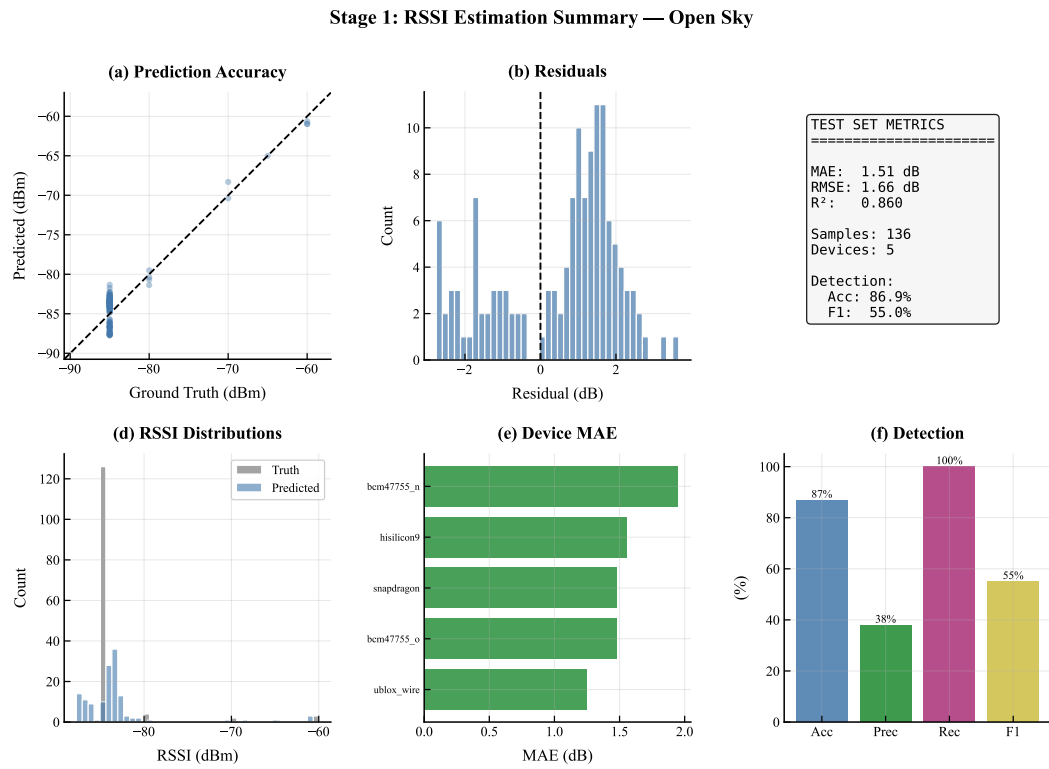 Stage 1: RSSI Estimation Summary — Open Sky
(a) Prediction Accuracy
−60
−65
−70
−75
−80
−85
−90
−90
−80
−70
−60
Predicted (dBm)
Ground Truth (dBm)
(b) Residuals
10
8
6
4
2
0
−2
0
2
Count
Residual (dB)
TEST SET METRICS
======================
MAE:  1.51 dB
RMSE: 1.66 dB
R²:   0.860
Samples: 136
Devices: 5
Detection:
Acc: 86.9%
F1:  55.0%
(d) RSSI Distributions
Truth
Predicted
120
100
80
60
40
20
0
−80
−70
−60
Count
RSSI (dBm)
(e) Device MAE
bcm47755_n
hisilicon9
snapdragon
bcm47755_o
ublox_wire
0.0
0.5
1.0
1.5
2.0
MAE (dB)
(f) Detection
100
80
60
40
20
0
(%)
87%
38%
100%
55%
Acc
Prec
Rec
F1